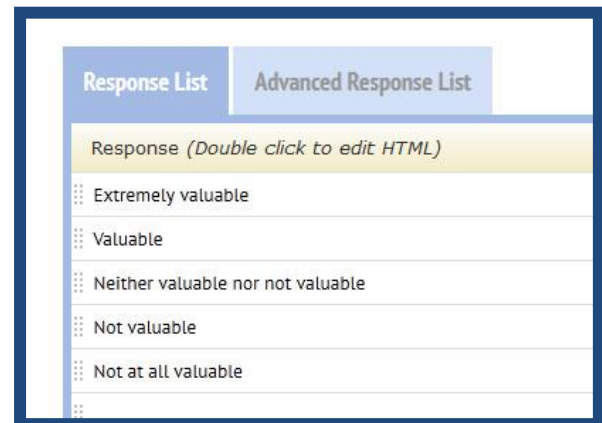 Response List Advanced Response List
Response (Double click to edit HTML)
Extremely valuable
Valuable
Neither valuable nor not valuable
Not valuable
Not at all valuable